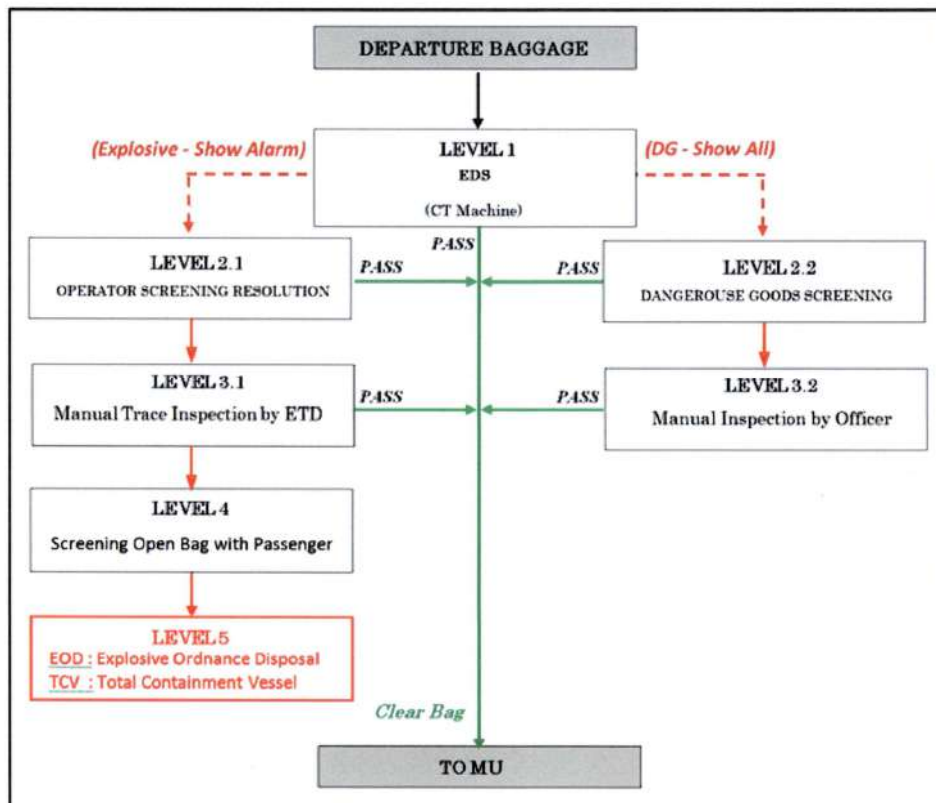 DEPARTURE BAGGAGE
(Explosive - Show Alarm)
LEVEL 1
EDS
(CT Machine)
(DG - Show All)
PASS
LEVEL 2.1
OPERATOR SCREENING RESOLUTION
PASS
PASS
LEVEL 2.2
DANGEROUSE GOODS SCREENING
LEVEL 3.1
Manual Trace Inspection by ETD
PASS
PASS
LEVEL 3.2
Manual Inspection by Officer
LEVEL 4
Screening Open Bag with Passenger
LEVEL 5
EOD : Explosive Ordnance Disposal
TCV : Total Containment Vessel
Clear Bag
TO MU